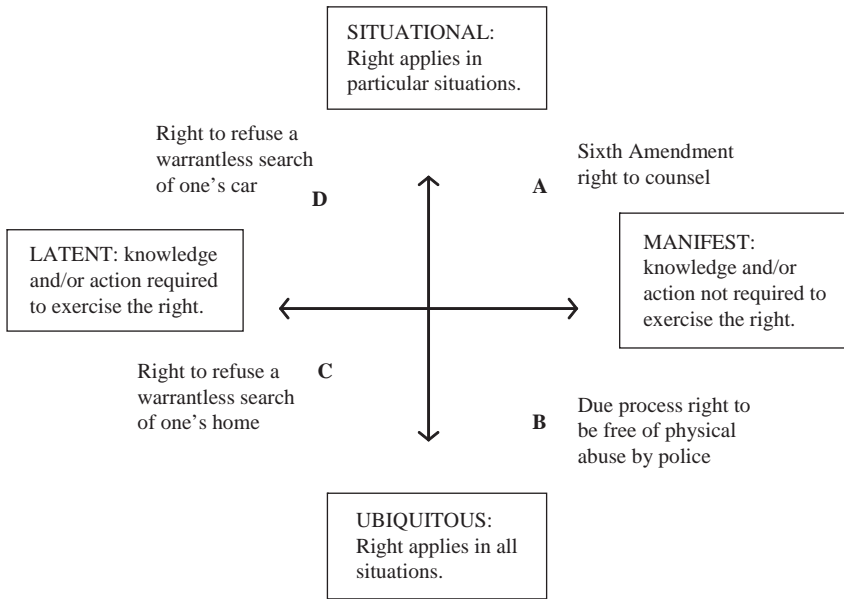 SITUATIONAL:
Right applies in
particular situations.
Right to refuse a
warrantless search
of one’s car
D
A
Sixth Amendment
right to counsel
LATENT: knowledge
and/or action required
to exercise the right.
MANIFEST:
knowledge and/or
action not required to
exercise the right.
Right to refuse a
warrantless search
of one’s home
C
B
Due process right to
be free of physical
abuse by police
UBIQUITOUS:
Right applies in all
situations.